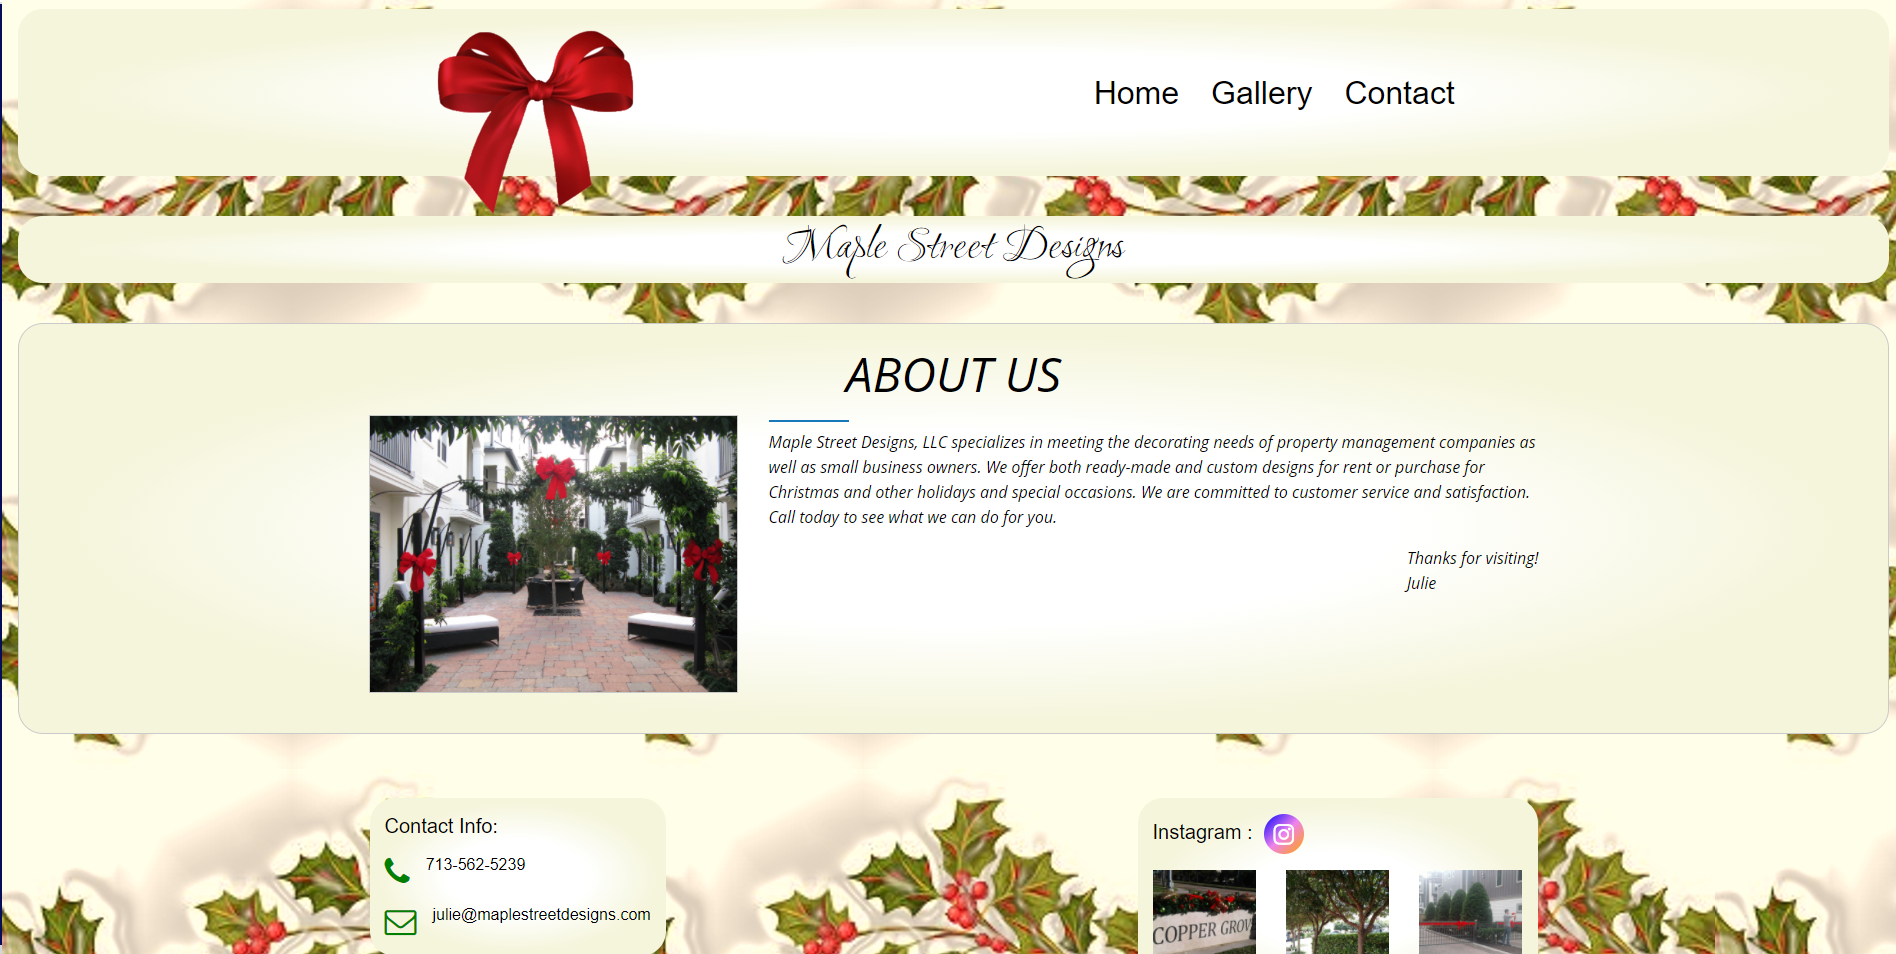 Home Gallery Contact
Maple Street Designs
ABOUT US
Maple Street Designs, LLC specializes in meeting the decorating needs of property management companies as
well as small business owners. We offer both ready-made and custom designs for rent or purchase for
Christmas and other holidays and special occasions. We are committed to customer service and satisfaction.
Call today to see what we can do for you.
Thanks for visiting!
Julie
Contact Info:
713-562-5239
julie@maplestreetdesigns.com
Instagram :
COPPER GROV